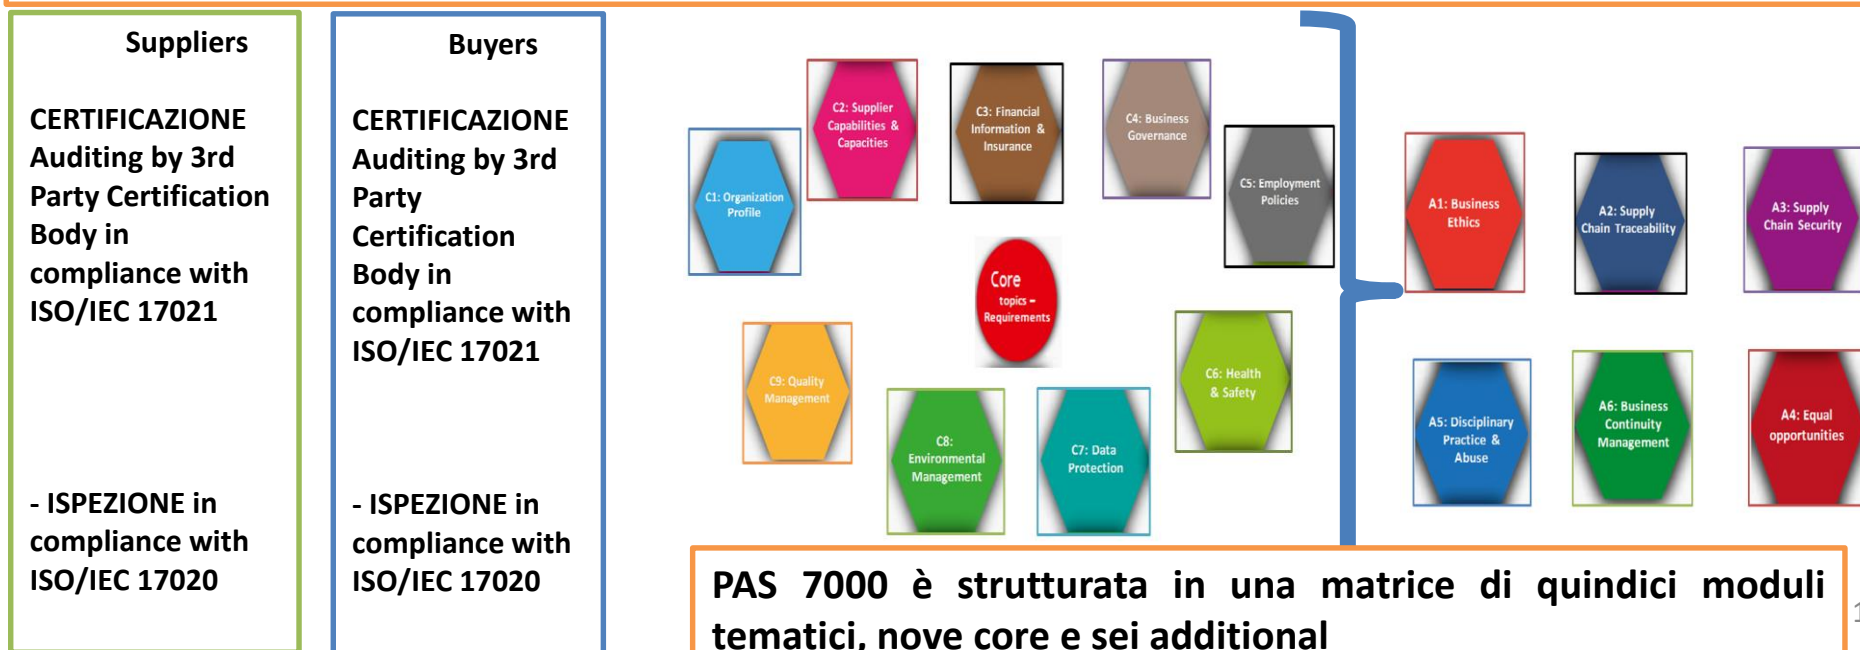 Suppliers
CERTIFICAZIONE
Auditing by 3rd
Party Certification
Body in
compliance with
ISO/IEC 17021
- ISPEZIONE in
compliance with
ISO/IEC 17020
Buyers
CERTIFICAZIONE
Auditing by 3rd
Party
Certification
Body in
compliance with
ISO/IEC 17021
- ISPEZIONE in
compliance with
ISO/IEC 17020
C1: Organization
Profile
C2: Supplier
Capabilities &
Capacities
C3: Financial
Information &
Insurance
C4: Business
Governance
C5: Employment
Policies
Core
topics –
Requirements
C6: Health
& Safety
C7: Data
Protection
C8:
Environmental
Management
C9: Quality
Management
A1: Business
Ethics
A2: Supply
Chain Traceability
A3: Supply
Chain Security
A5: Disciplinary
Practice &
Abuse
A6: Business
Continuity
Management
A4: Equal
opportunities
PAS 7000 è strutturata in una matrice di quindici moduli
tematici, nove core e sei additional